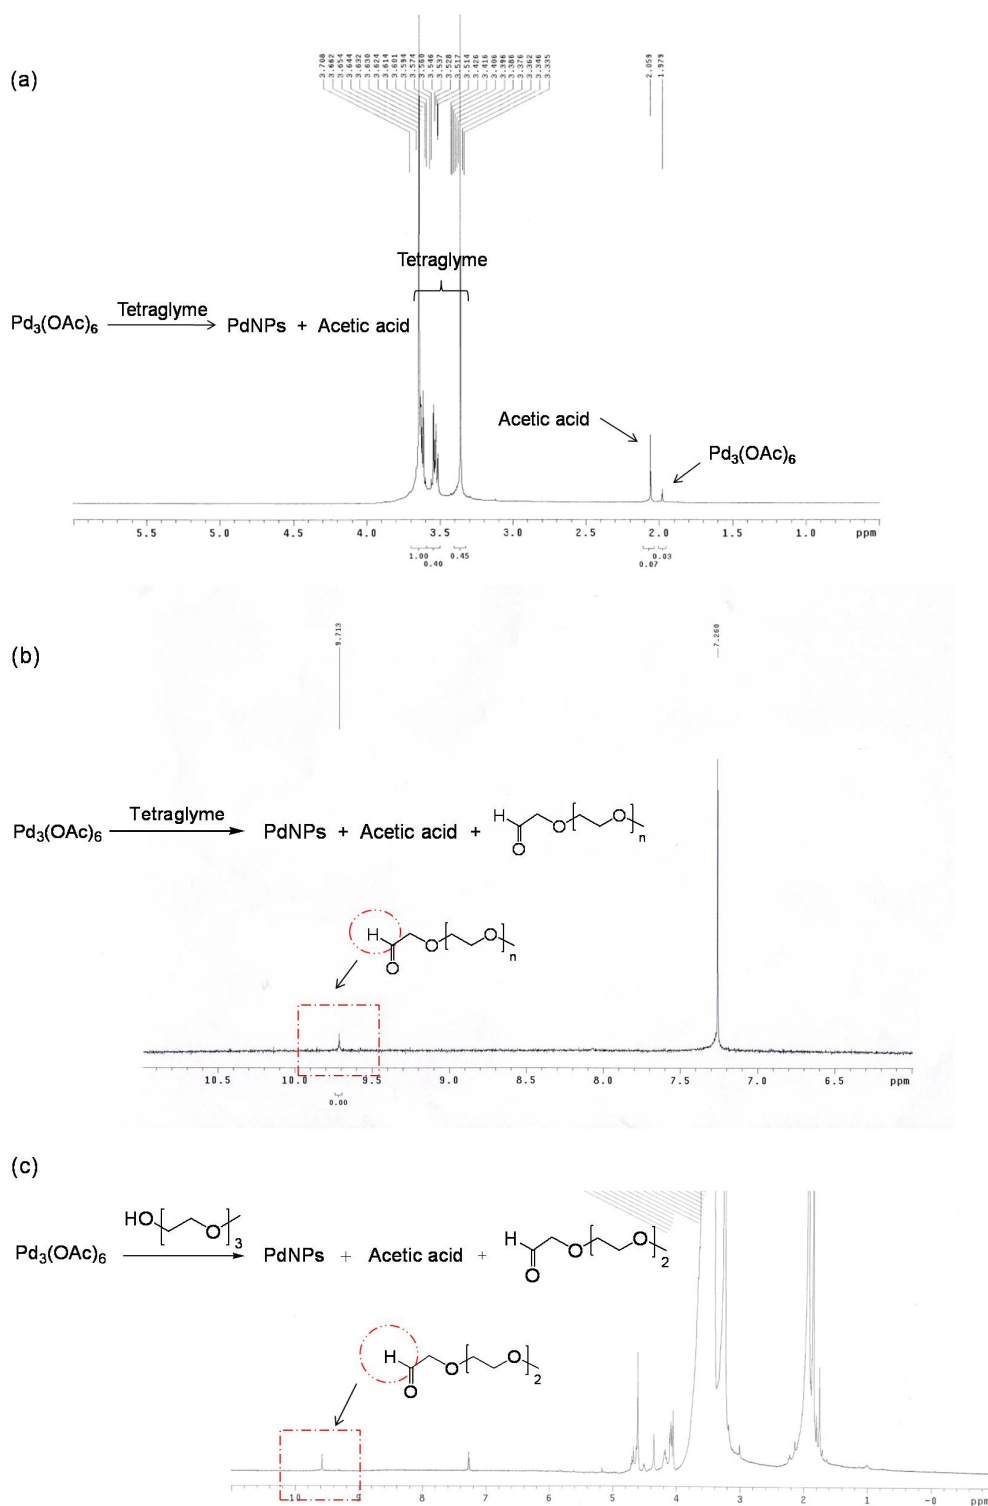 (a)
3.708
3.662
3.654
3.644
3.632
3.630
3.624
3.614
3.601
3.594
3.574
3.560
3.546
3.537
3.528
3.517
3.514
3.426
3.416
3.406
3.396
3.386
3.376
3.362
3.346
3.335
2.059
1.979
Tetraglyme
Pd₃(OAc)₆ Tetraglyme PdNPs + Acetic acid
Acetic acid
Pd₃(OAc)₆
5.5 5.0 4.5 4.0 3.5 3.0 2.5 2.0 1.5 1.0 ppm
1.00 0.45 0.03
0.40 0.07
(b)
9.713
7.260
Tetraglyme
Pd₃(OAc)₆ PdNPs + Acetic acid + H O O O n
H O O O n
10.5 10.0 9.5 9.0 8.5 8.0 7.5 7.0 6.5 ppm
0.00
(c)
HO O 3
Pd₃(OAc)₆ PdNPs + Acetic acid + H O O O 2
H O O O 2
10 9 8 6 4 2 1 -0 ppm